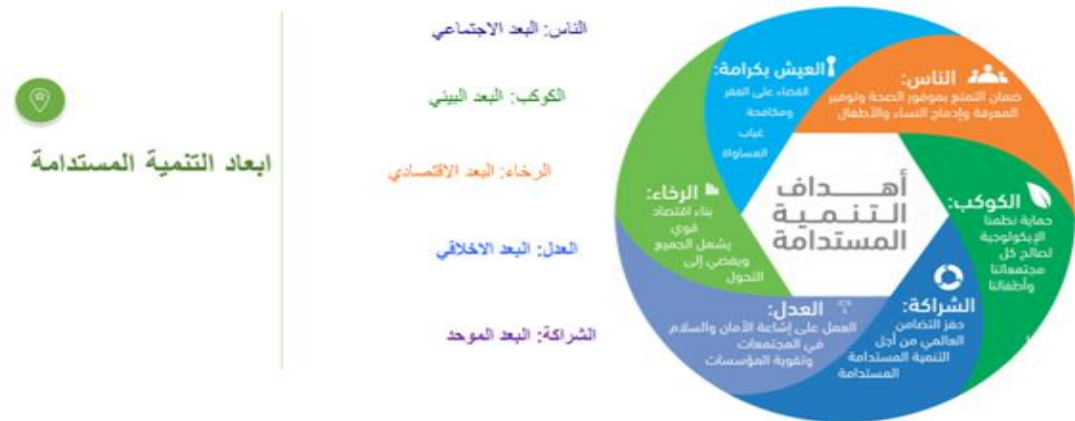 العيش بكرامة:
القضاء على الفقر
ومكافحة
غياب
المساواة
الناس:
ضمان التمتع بموفور الصحة وتوفير
المعرفة وإدماج النساء والأطفال
الكوكب:
حماية نظمنا
الإيكولوجية
لصالح كل
مجتمعاتنا
وأطفالنا
الشراكة:
حفز التضامن
العالمي من أجل
التنمية المستدامة
المستدامة
العدل:
العمل على إشاعة الأمان والسلام
في المجتمعات
وتقوية المؤسسات
الرخاء:
بناء اقتصاد
قوي
يشمل الجميع
ويفضي إلى
التحول
أهــــداف
الـتـنـمـيـة
المستدامة
الناس: البعد الاجتماعي
الكوكب: البعد البيئي
الرخاء: البعد الاقتصادي
العدل: البعد الاخلاقي
الشراكة: البعد الموحد
ابعاد التنمية المستدامة